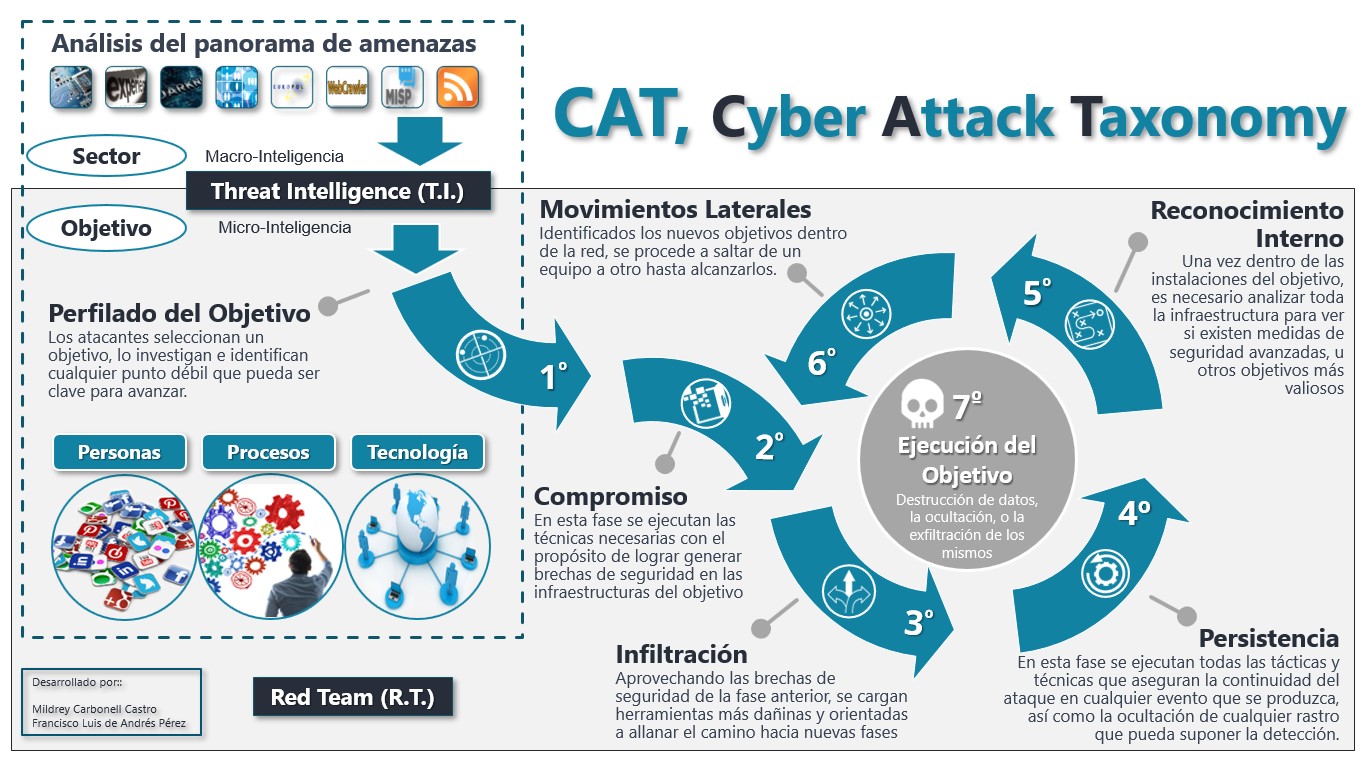 Análisis del panorama de amenazas
EUROPOL
WebCrawler
MISP
CAT, Cyber Attack Taxonomy
Sector
Macro-Inteligencia
Threat Intelligence (T.I.)
Objetivo
Micro-Inteligencia
Perfilado del Objetivo
Los atacantes seleccionan un
objetivo, lo investigan e identifican
cualquier punto débil que pueda ser
clave para avanzar.
1º
Personas
Procesos
Tecnología
Compromiso
En esta fase se ejecutan las
técnicas necesarias con el
propósito de lograr generar
brechas de seguridad en las
infraestructuras del objetivo
2º
Infiltración
Aprovechando las brechas de
seguridad de la fase anterior, se cargan
herramientas más dañinas y orientadas
a allanar el camino hacia nuevas fases
3º
Persistencia
En esta fase se ejecutan todas las tácticas y
técnicas que aseguran la continuidad del
ataque en cualquier evento que se produzca,
así como la ocultación de cualquier rastro
que pueda suponer la detección.
4º
Reconocimiento
Interno
Una vez dentro de las
instalaciones del objetivo,
es necesario analizar toda
la infraestructura para ver
si existen medidas de
seguridad avanzadas, u
otros objetivos más
valiosos
5º
Movimientos Laterales
Identificados los nuevos objetivos dentro
de la red, se procede a saltar de un
equipo a otro hasta alcanzarlos.
6º
7º
Ejecución del
Objetivo
Destrucción de datos,
la ocultación, o la
exfiltración de los
mismos
Desarrollado por::
Mildrey Carbonell Castro
Francisco Luis de Andrés Pérez
Red Team (R.T.)